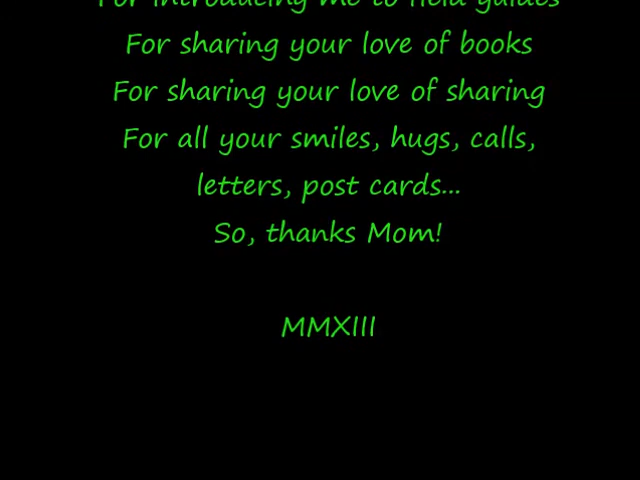 For introducing me to field guides
For sharing your love of books
For sharing your love of sharing
For all your smiles, hugs, calls,
letters, post cards...
So, thanks Mom!
MMXIII